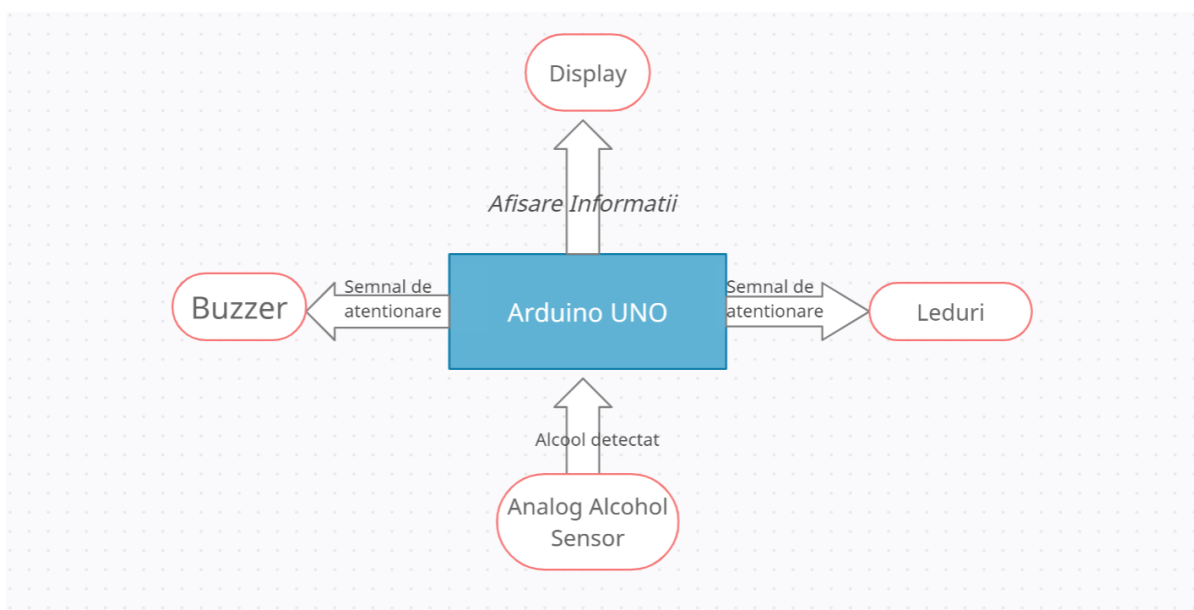 Display
Afisare Informatii
Buzzer
Semnal de
atentionare
Arduino UNO
Semnal de
atentionare
Leduri
Alcool detectat
Analog Alcohol
Sensor